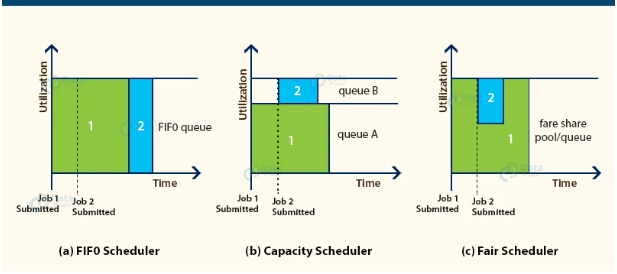 Utilization
1
2
FIFO queue
Time
Job 1
Submitted
Job 2
Submitted
(a) FIFO Scheduler
Utilization
2
queue B
1
queue A
Time
Job 1
Submitted
Job 2
Submitted
(b) Capacity Scheduler
Utilization
2
1
fare share
pool/queue
Time
Job 1
Submitted
Job 2
Submitted
(c) Fair Scheduler